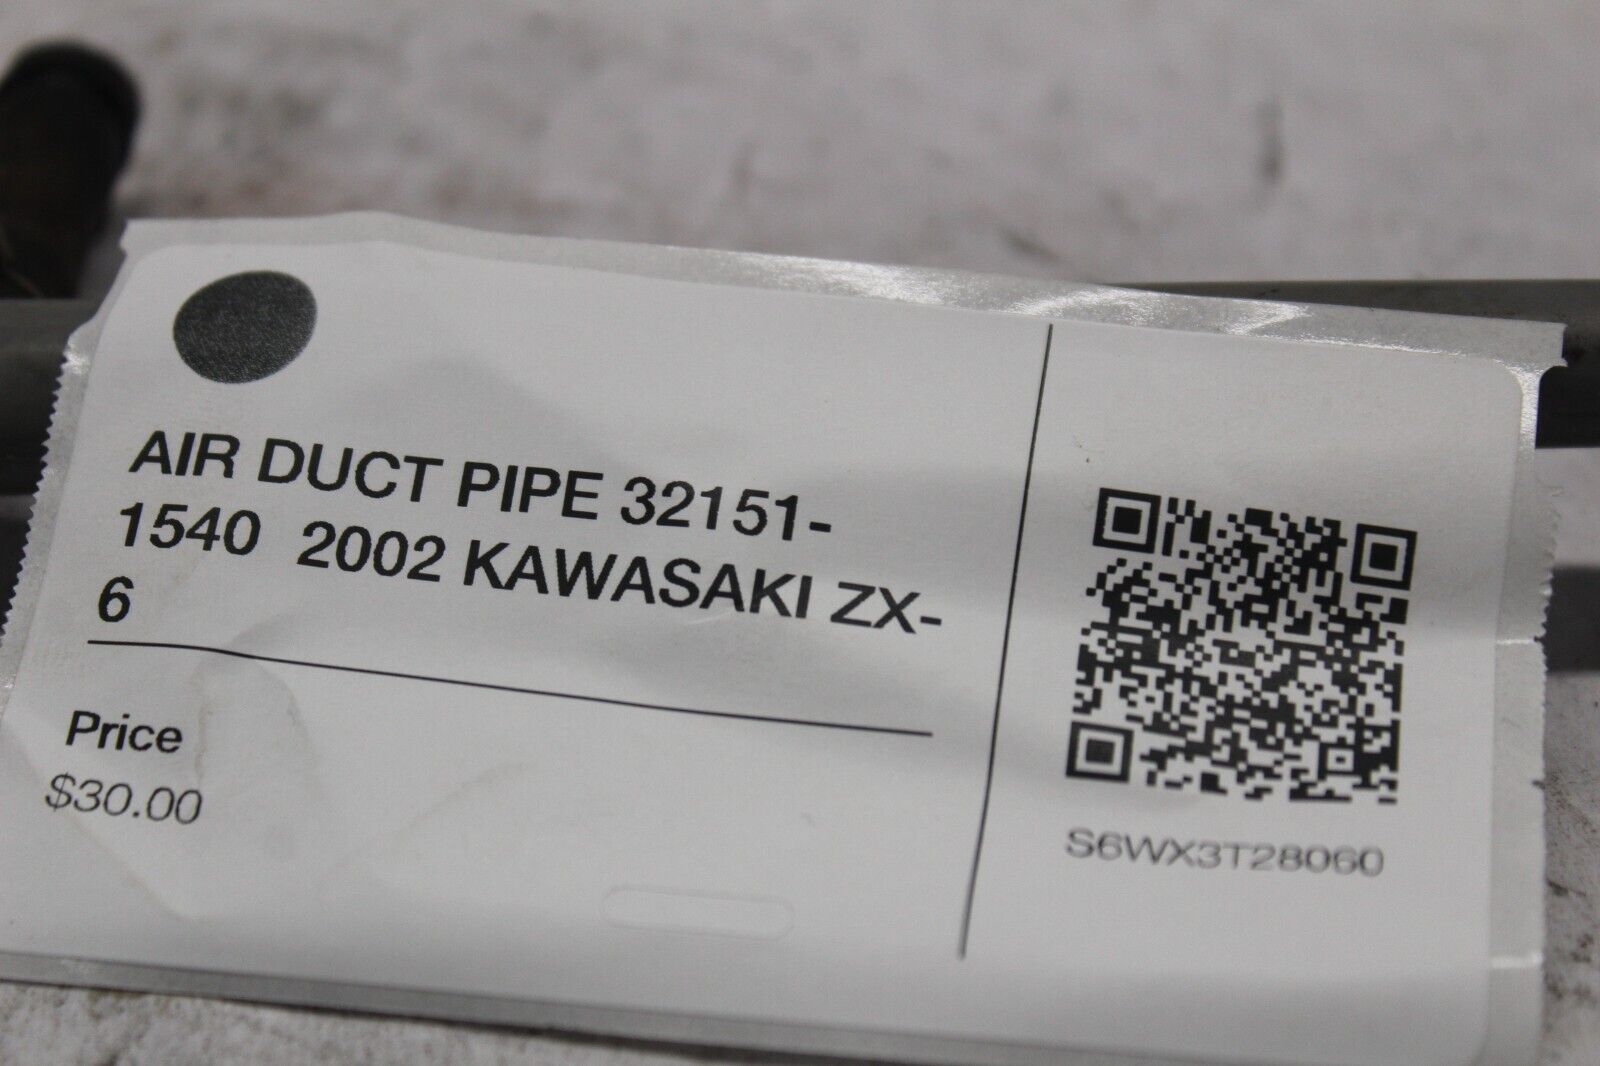 AIR DUCT PIPE 32151-
1540 2002 KAWASAKI ZX-
6
Price
$30.00
S6WX3T28060